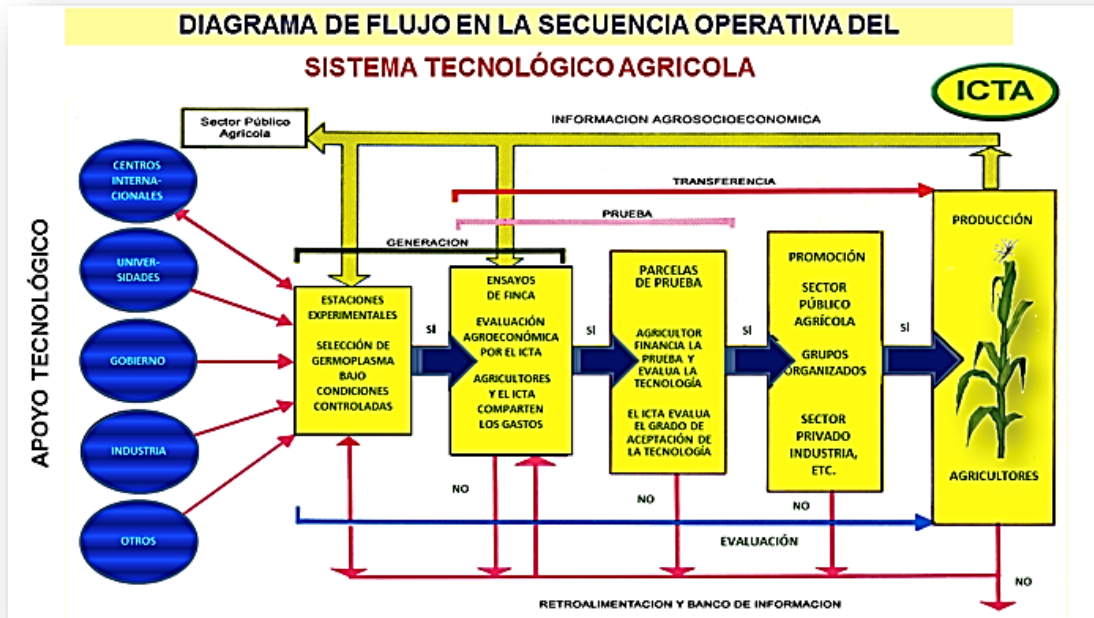 DIAGRAMA DE FLUJO EN LA SECUENCIA OPERATIVA DEL
SISTEMA TECNOLÓGICO AGRICOLA
ICTA
Sector Público
Agrícola
INFORMACION AGROSOCIOECONOMICA
APOYO TECNOLÓGICO
CENTROS
INTERNA-
CIONALES
UNIVER-
SIDADES
GOBIERNO
INDUSTRIA
OTROS
TRANSFERENCIA
PRUEBA
GENERACION
ESTACIONES
EXPERIMENTALES
SELECCIÓN DE
GERMOPLASMA
BAJO
CONDICIONES
CONTROLADAS
SI
ENSAYOS
DE FINCA
EVALUACIÓN
AGROECONÓMICA
POR EL ICTA
AGRICULTORES
Y EL ICTA
COMPARTEN
LOS GASTOS
SI
PARCELAS
DE PRUEBA
AGRICULTOR
FINANCIA LA
PRUEBA Y
EVALUA LA
TECNOLOGÍA
EL ICTA EVALUA
EL GRADO DE
ACEPTACIÓN DE
LA TECNOLOGÍA
SI
PROMOCIÓN
SECTOR
PÚBLICO
AGRÍCOLA
GRUPOS
ORGANIZADOS
SECTOR
PRIVADO
INDUSTRIA,
ETC.
SI
PRODUCCIÓN
AGRICULTORES
NO
NO
NO
NO
EVALUACIÓN
RETROALIMENTACION Y BANCO DE INFORMACION